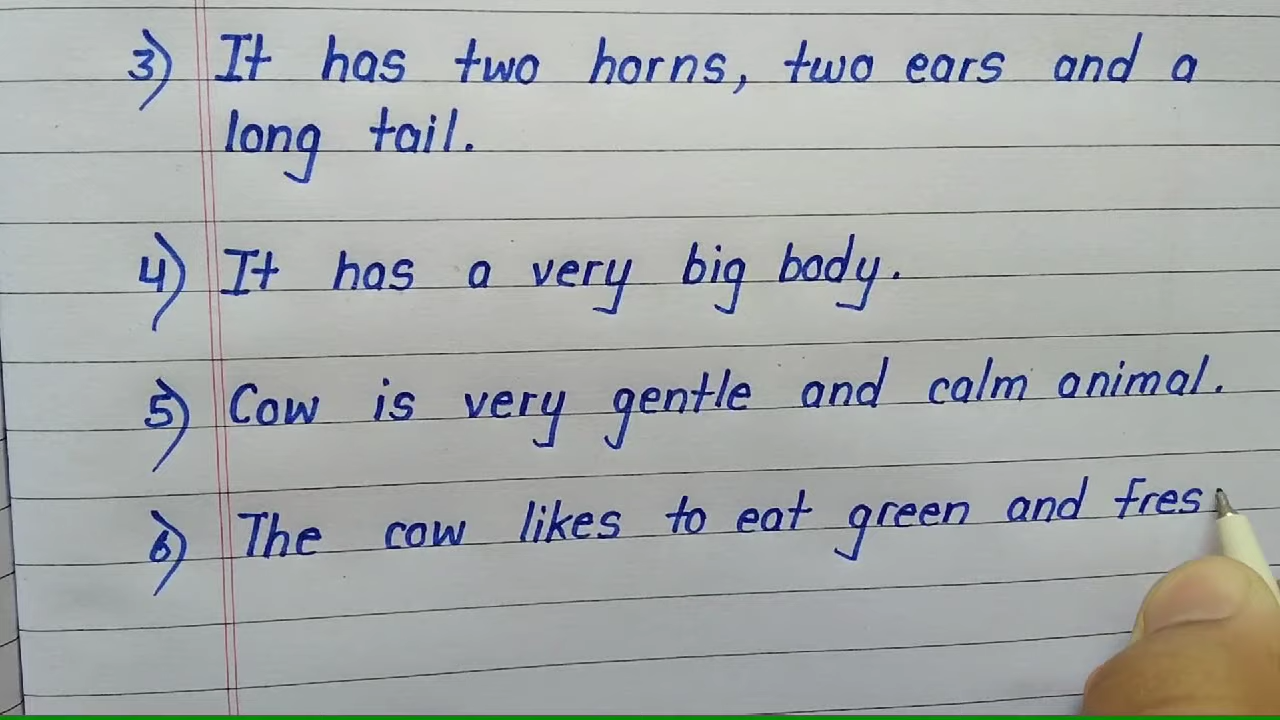 3) It has two horns, two ears and a
long tail.
4) It has a very big body.
5) Cow is very gentle and calm animal.
6) The cow likes to eat green and fres